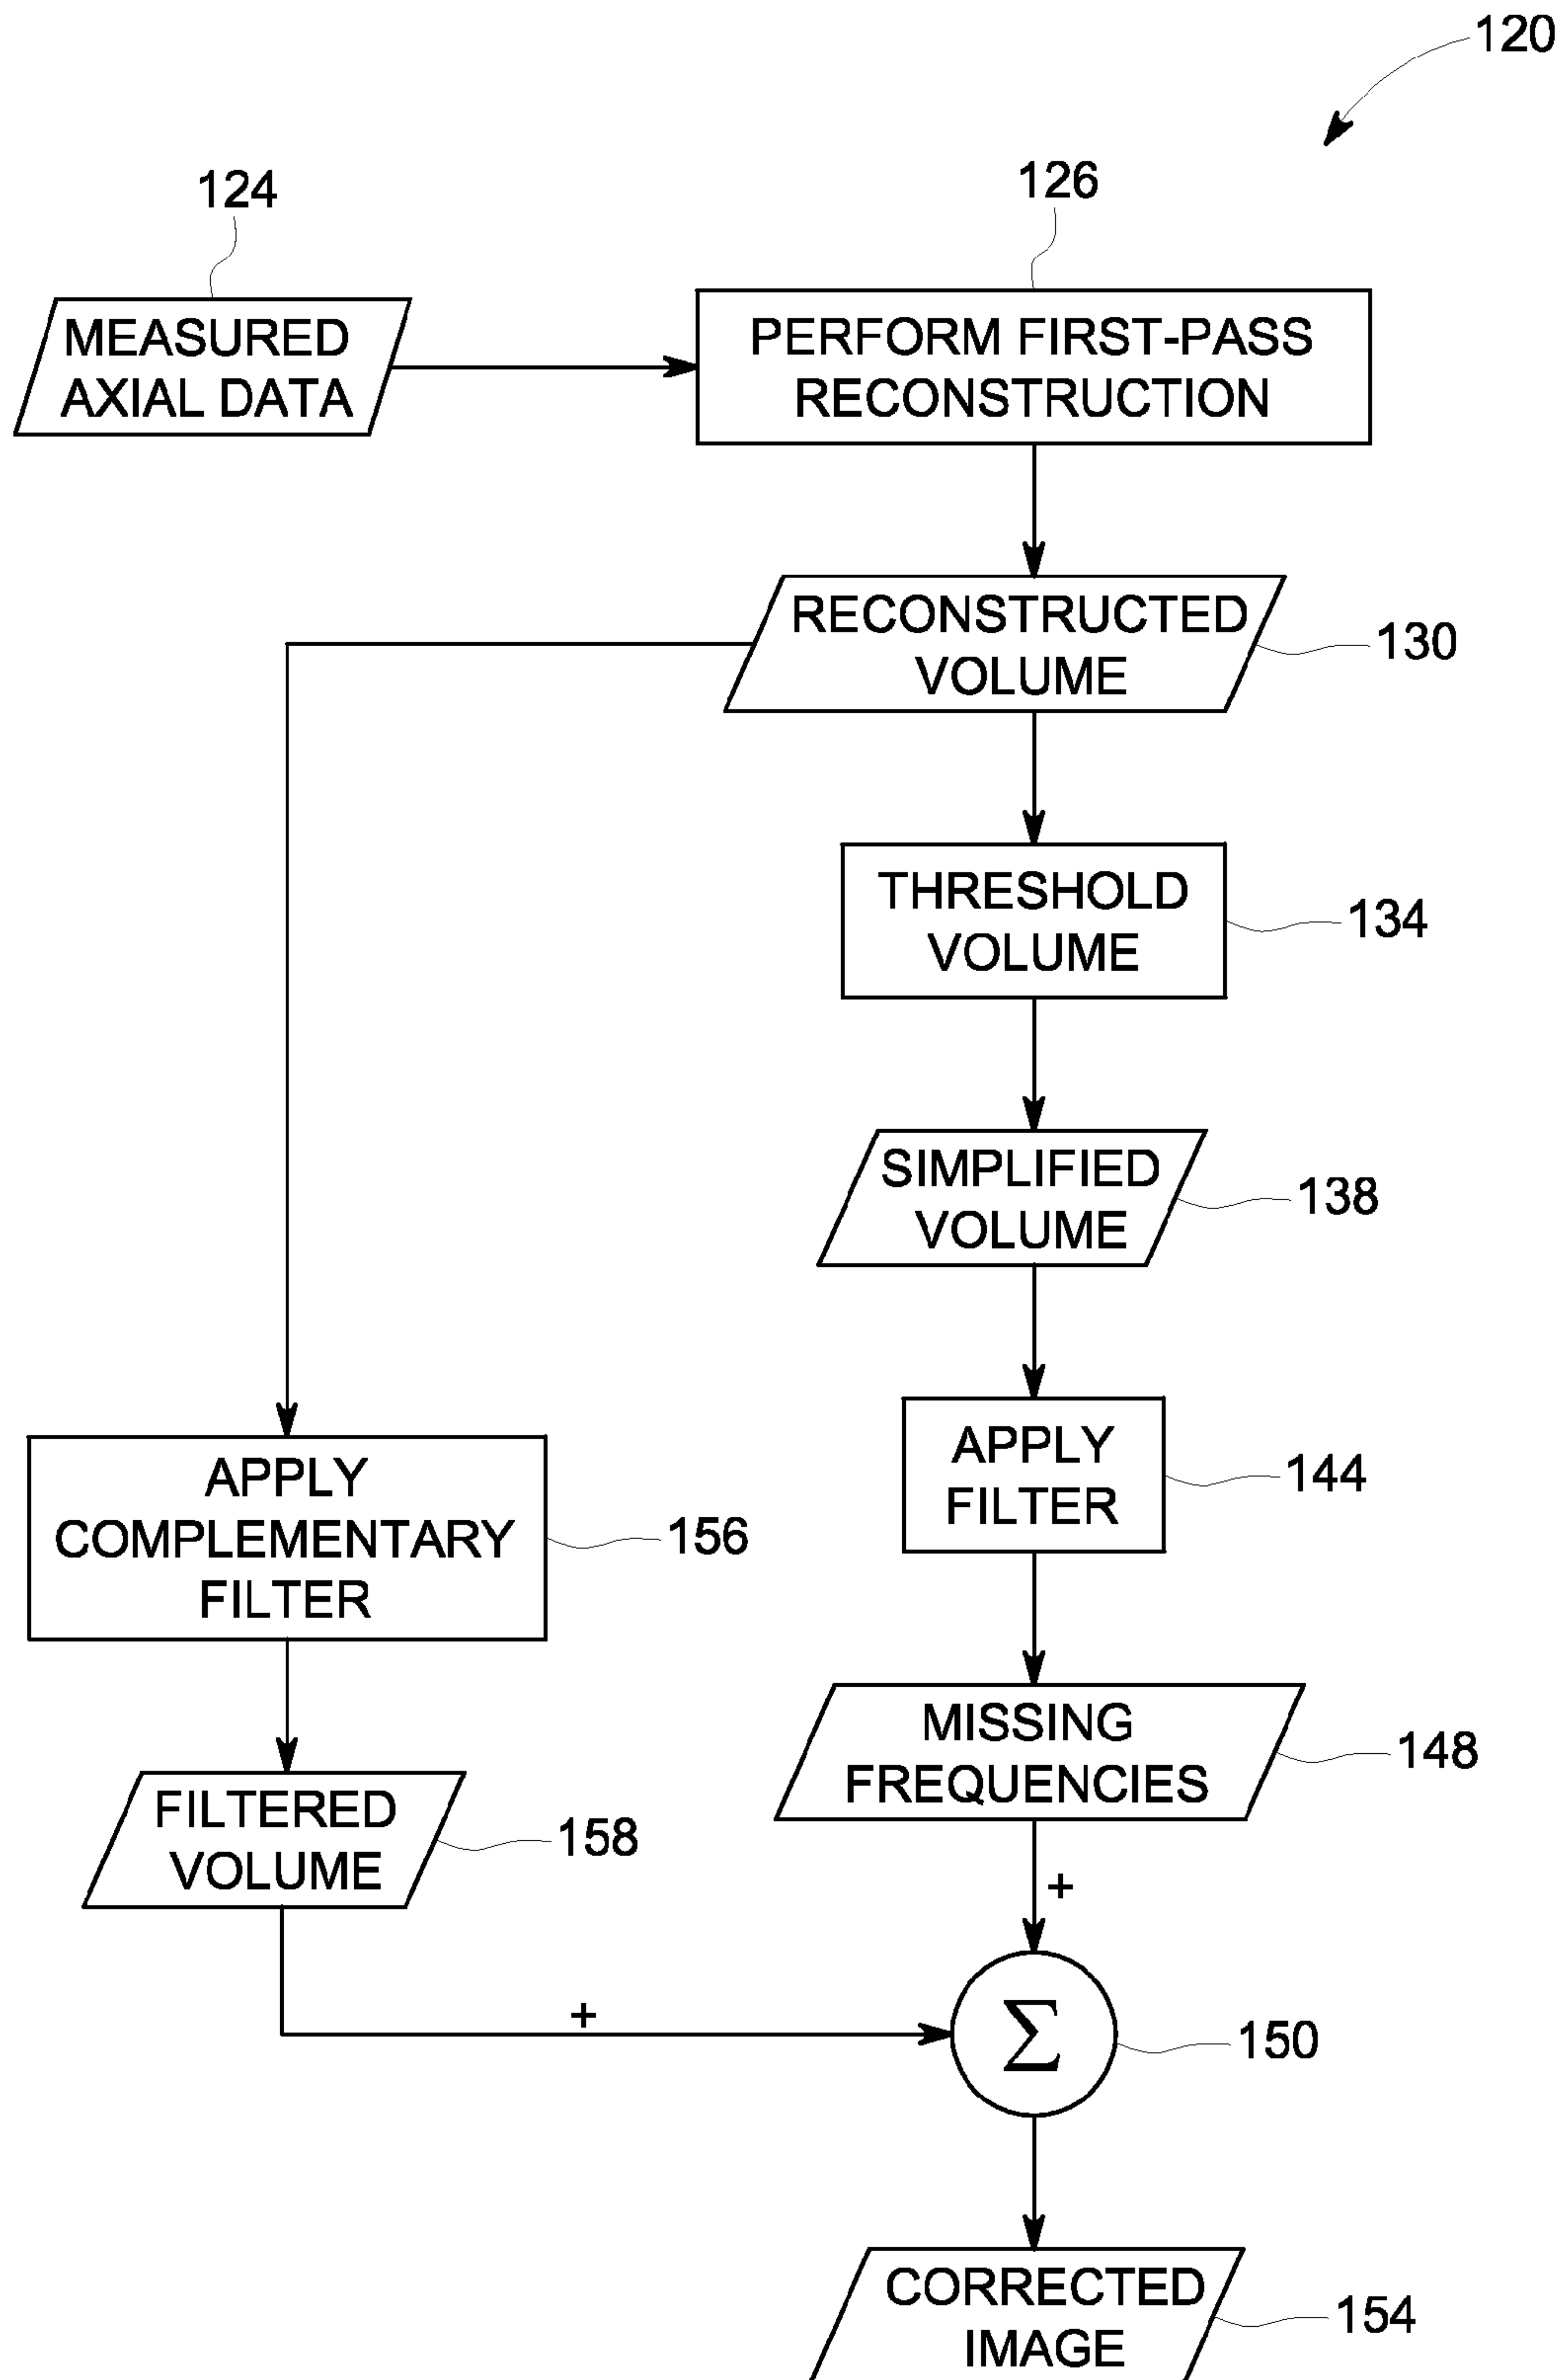 120
124
126
MEASURED
AXIAL DATA
PERFORM FIRST-PASS
RECONSTRUCTION
RECONSTRUCTED
VOLUME
130
THRESHOLD
VOLUME
134
SIMPLIFIED
VOLUME
138
APPLY
FILTER
144
APPLY
COMPLEMENTARY
FILTER
156
MISSING
FREQUENCIES
148
FILTERED
VOLUME
158
+
+
Σ
150
CORRECTED
IMAGE
154